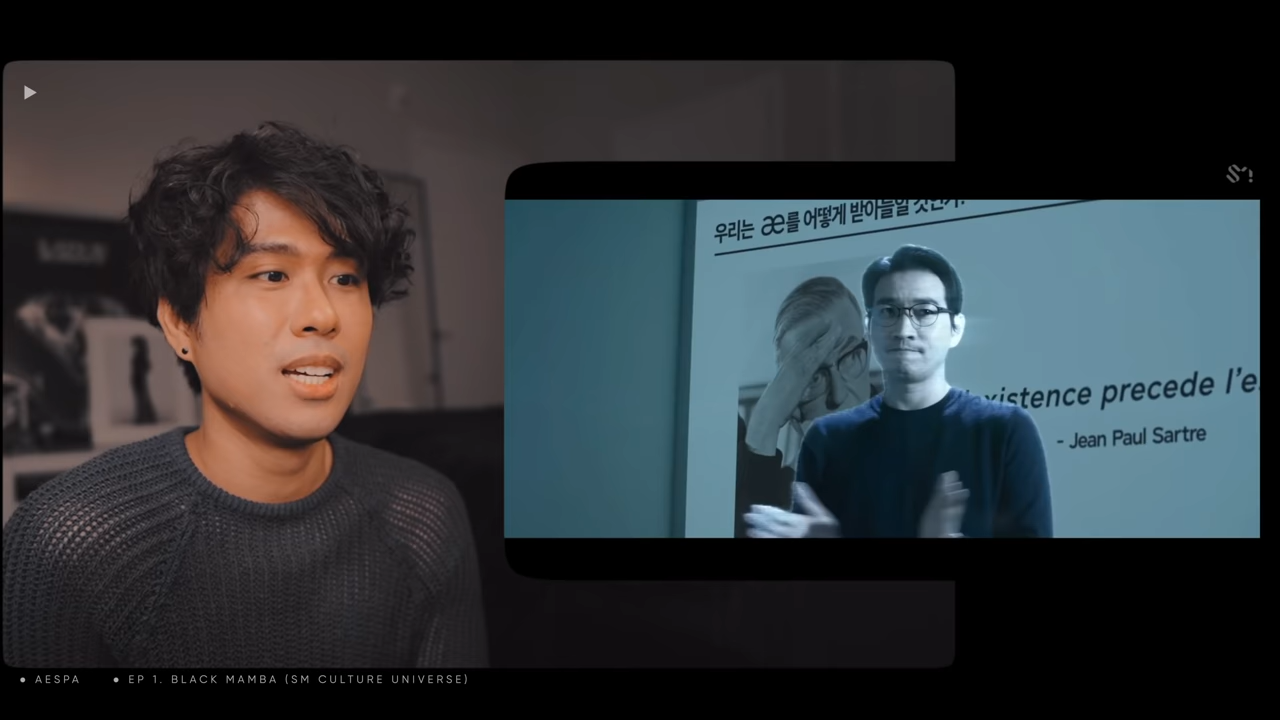 우리는 æ를 어떻게 받아들일 것인가?
existence precede l'e
- Jean Paul Sartre
AESPA
EP 1. BLACK MAMBA (SM CULTURE UNIVERSE)